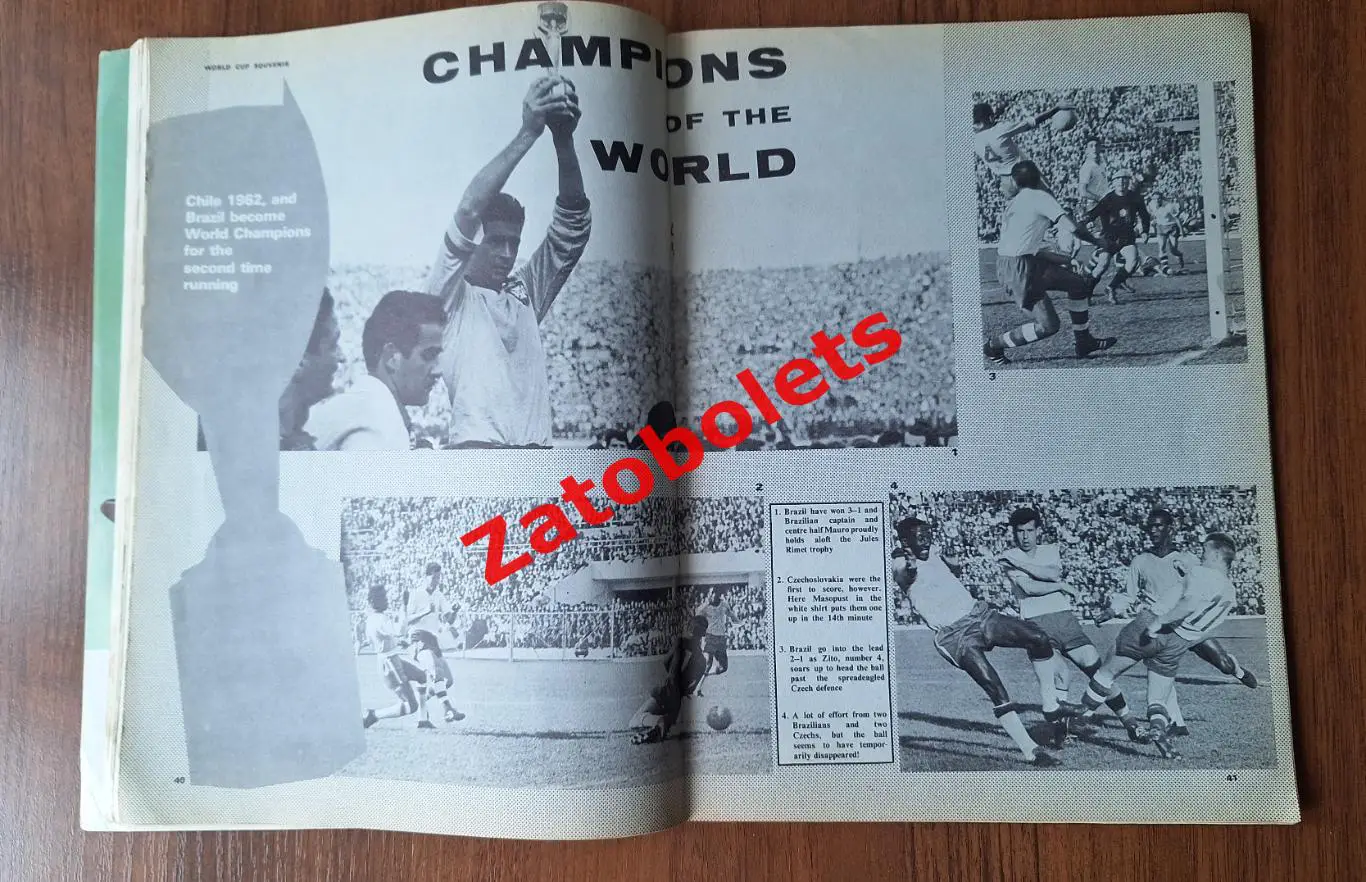 WORLD CUP SOUVENIR
CHAMPIONS
OF THE
WORLD
Chile 1962, and
Brazil become
World Champions
for the
second time
running
3
1
2
4
Zatobolets
1. Brazil have won 3–1 and
Brazilian captain and
centre half Mauro proudly
holds aloft the Jules
Rimet trophy
2. Czechoslovakia were the
first to score, however.
Here Masopust in the
white shirt puts them one
up in the 14th minute
3. Brazil go into the lead
2–1 as Zito, number 4,
soars up to head the ball
past the spreadeagled
Czech defence
4. A lot of effort from two
Brazilians and two
Czechs, but the ball
seems to have tempor-
arily disappeared!
40
41